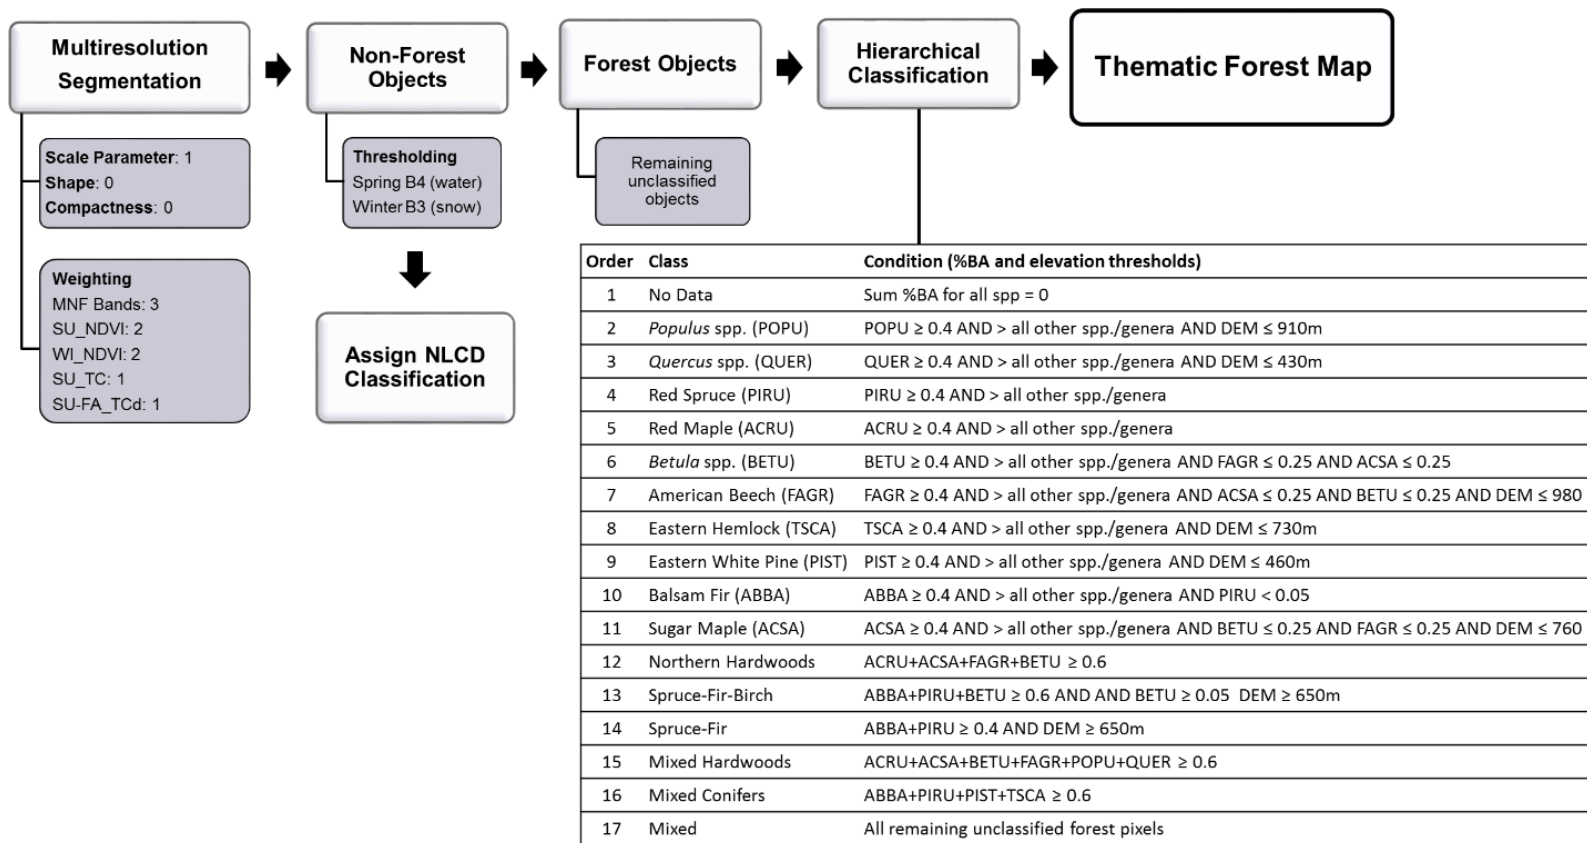 Multiresolution
Segmentation
Non-Forest
Objects
Forest Objects
Hierarchical
Classification
Thematic Forest Map
Scale Parameter: 1
Shape: 0
Compactness: 0
Thresholding
Spring B4 (water)
Winter B3 (snow)
Remaining
unclassified
objects
Weighting
MNF Bands: 3
SU_NDVI: 2
WI_NDVI: 2
SU_TC: 1
SU-FA_TCd: 1
Assign NLCD
Classification
Order Class Condition (%BA and elevation thresholds)
1 No Data Sum %BA for all spp = 0
2 Populus spp. (POPU) POPU ≥ 0.4 AND > all other spp./genera AND DEM ≤ 910m
3 Quercus spp. (QUER) QUER ≥ 0.4 AND > all other spp./genera AND DEM ≤ 430m
4 Red Spruce (PIRU) PIRU ≥ 0.4 AND > all other spp./genera
5 Red Maple (ACRU) ACRU ≥ 0.4 AND > all other spp./genera
6 Betula spp. (BETU) BETU ≥ 0.4 AND > all other spp./genera AND FAGR ≤ 0.25 AND ACSA ≤ 0.25
7 American Beech (FAGR) FAGR ≥ 0.4 AND > all other spp./genera AND ACSA ≤ 0.25 AND BETU ≤ 0.25 AND DEM ≤ 980
8 Eastern Hemlock (TSCA) TSCA ≥ 0.4 AND > all other spp./genera AND DEM ≤ 730m
9 Eastern White Pine (PIST) PIST ≥ 0.4 AND > all other spp./genera AND DEM ≤ 460m
10 Balsam Fir (ABBA) ABBA ≥ 0.4 AND > all other spp./genera AND PIRU < 0.05
11 Sugar Maple (ACSA) ACSA ≥ 0.4 AND > all other spp./genera AND BETU ≤ 0.25 AND FAGR ≤ 0.25 AND DEM ≤ 760
12 Northern Hardwoods ACRU+ACSA+FAGR+BETU ≥ 0.6
13 Spruce-Fir-Birch ABBA+PIRU+BETU ≥ 0.6 AND AND BETU ≥ 0.05 DEM ≥ 650m
14 Spruce-Fir ABBA+PIRU ≥ 0.4 AND DEM ≥ 650m
15 Mixed Hardwoods ACRU+ACSA+BETU+FAGR+POPU+QUER ≥ 0.6
16 Mixed Conifers ABBA+PIRU+PIST+TSCA ≥ 0.6
17 Mixed All remaining unclassified forest pixels